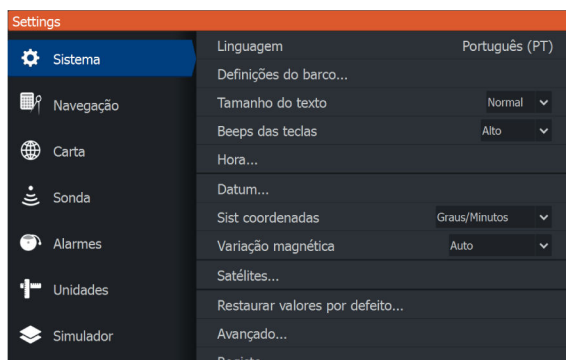 Settings
Sistema
Navegação
Carta
Sonda
Alarmes
Unidades
Simulador
Linguagem Português (PT)
Definições do barco...
Tamanho do texto Normal
Beeps das teclas Alto
Hora...
Datum...
Sist coordenadas Graus/Minutos
Variação magnética Auto
Satélites...
Restaurar valores por defeito...
Avançado...